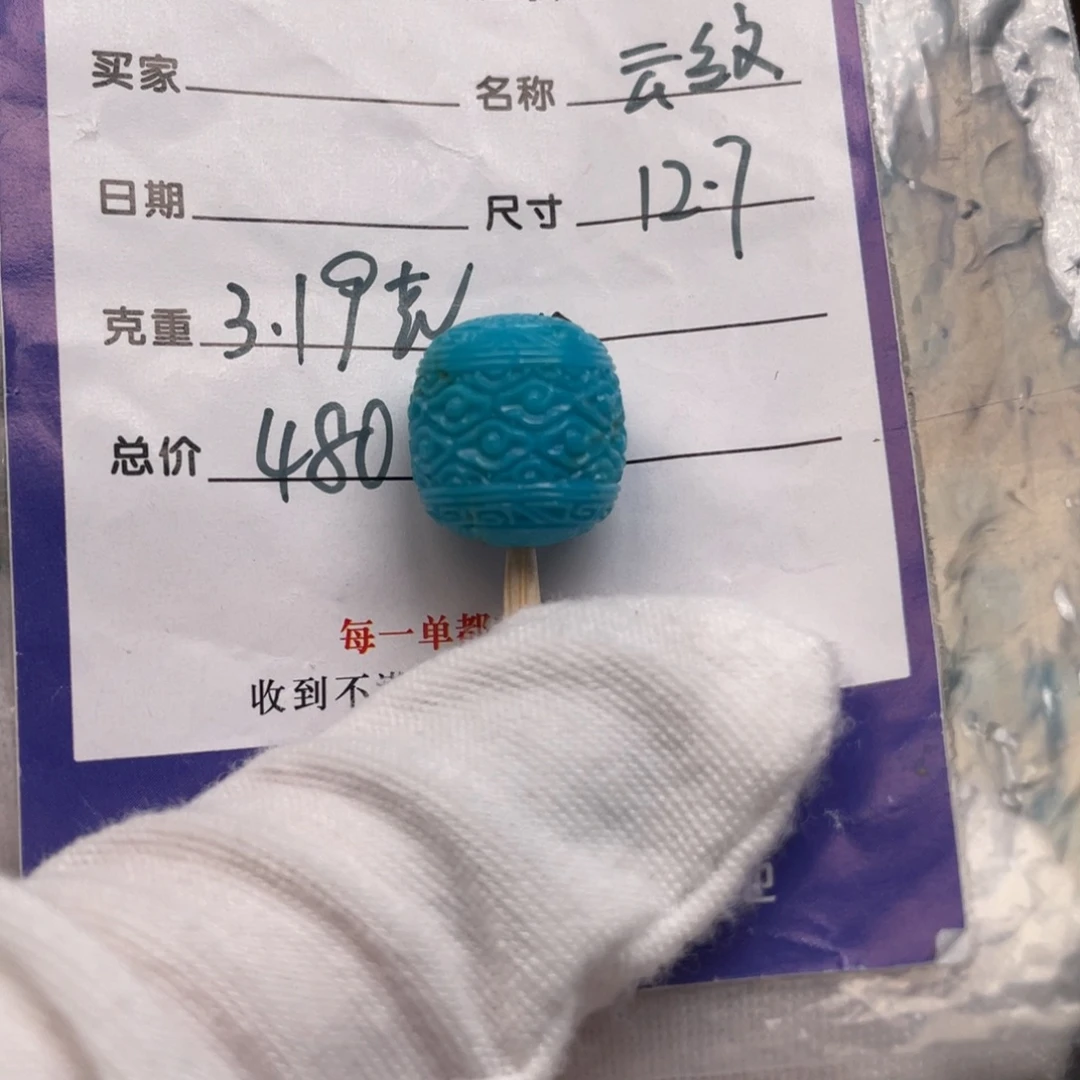 买家 名称 云纹
日期 尺寸 12.7
克重 3.19克
总价 480
每一单都
收到不